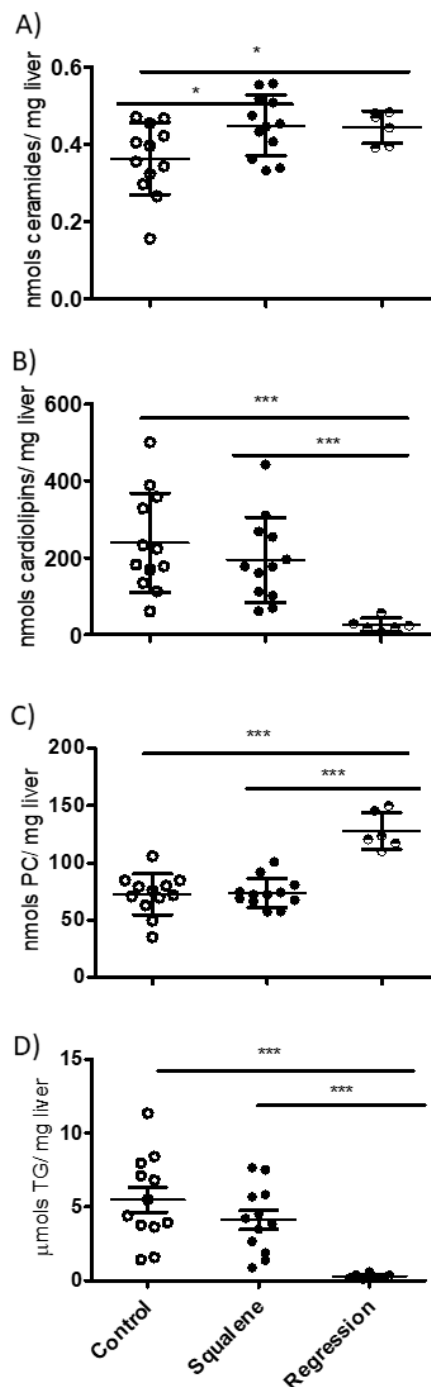 A)
*
*
nmols ceramides/ mg liver
0.6
0.4
0.2
0.0
B)
***
***
nmols cardiolipins/ mg liver
600
400
200
0
C)
***
***
nmols PC/ mg liver
200
150
100
50
0
D)
***
***
µmols TG/ mg liver
15
10
5
0
Control
Squalene
Regression